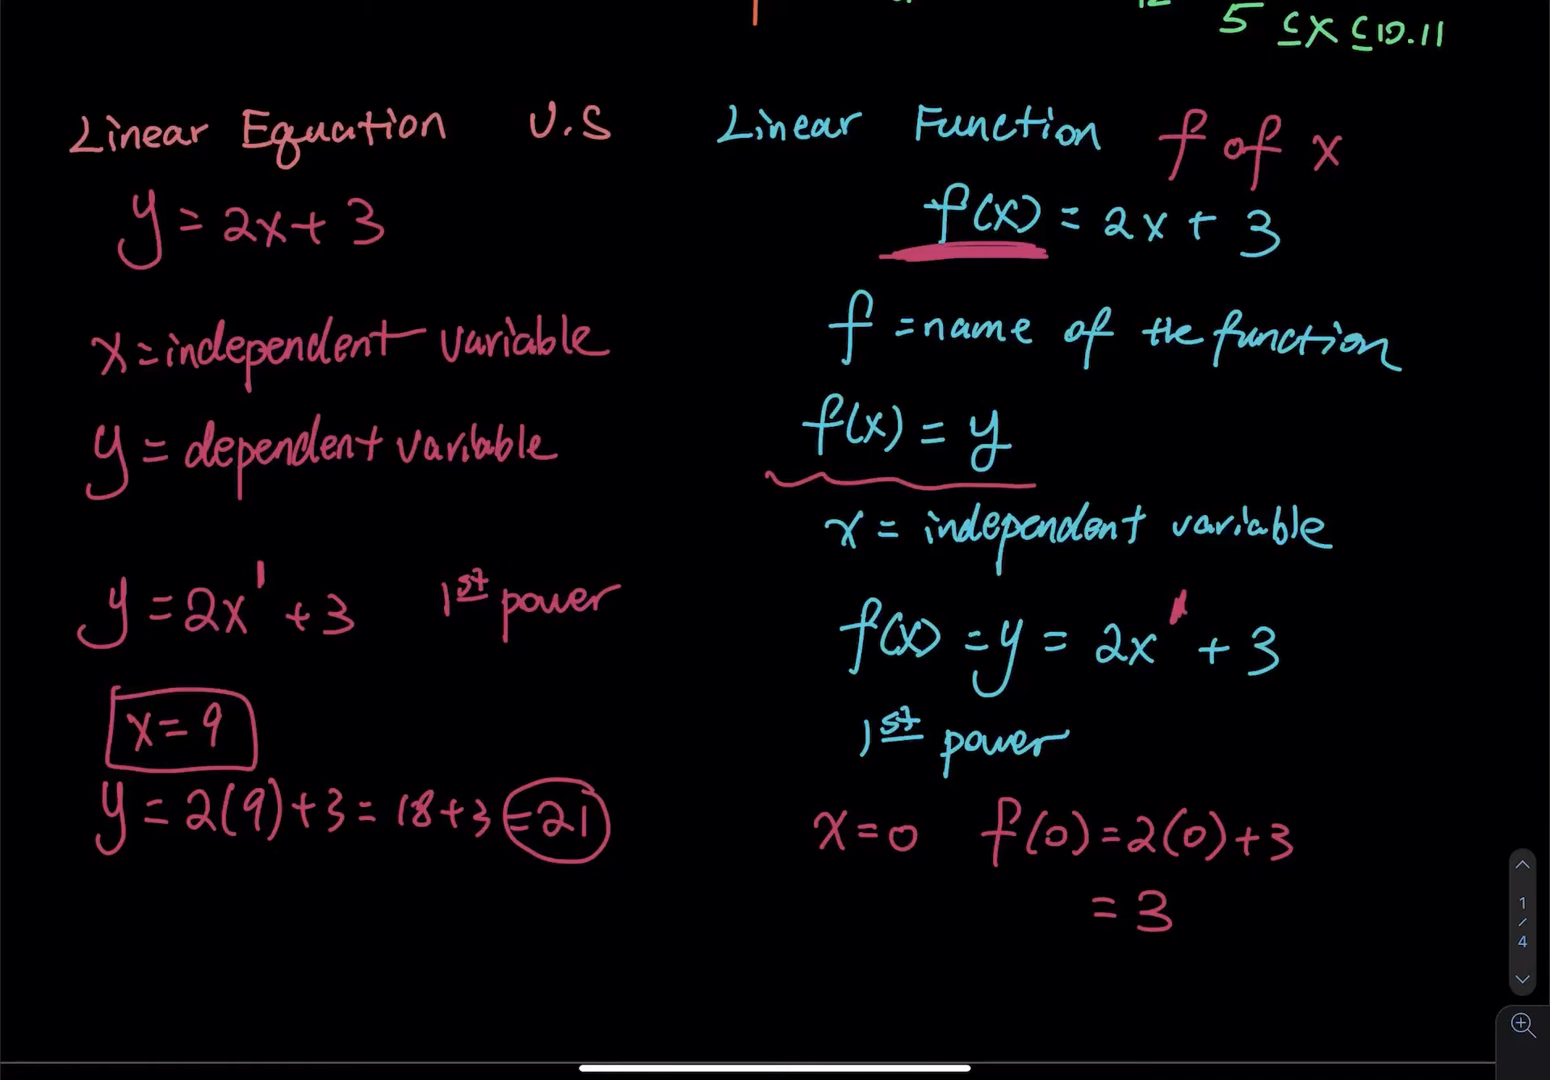 5 ≤x ≤10.11
Linear Equation V.S Linear Function f of x
y = 2x + 3
x = independent variable
y = dependent variable
y = 2x¹ + 3 1st power
x = 9
y = 2(9)+3 = 18+3 = 21
f(x) = 2x + 3
f = name of the function
f(x) = y
x = independent variable
f(x) = y = 2x¹ + 3
1st power
x = 0 f(0) = 2(0)+3
= 3
1
/
4